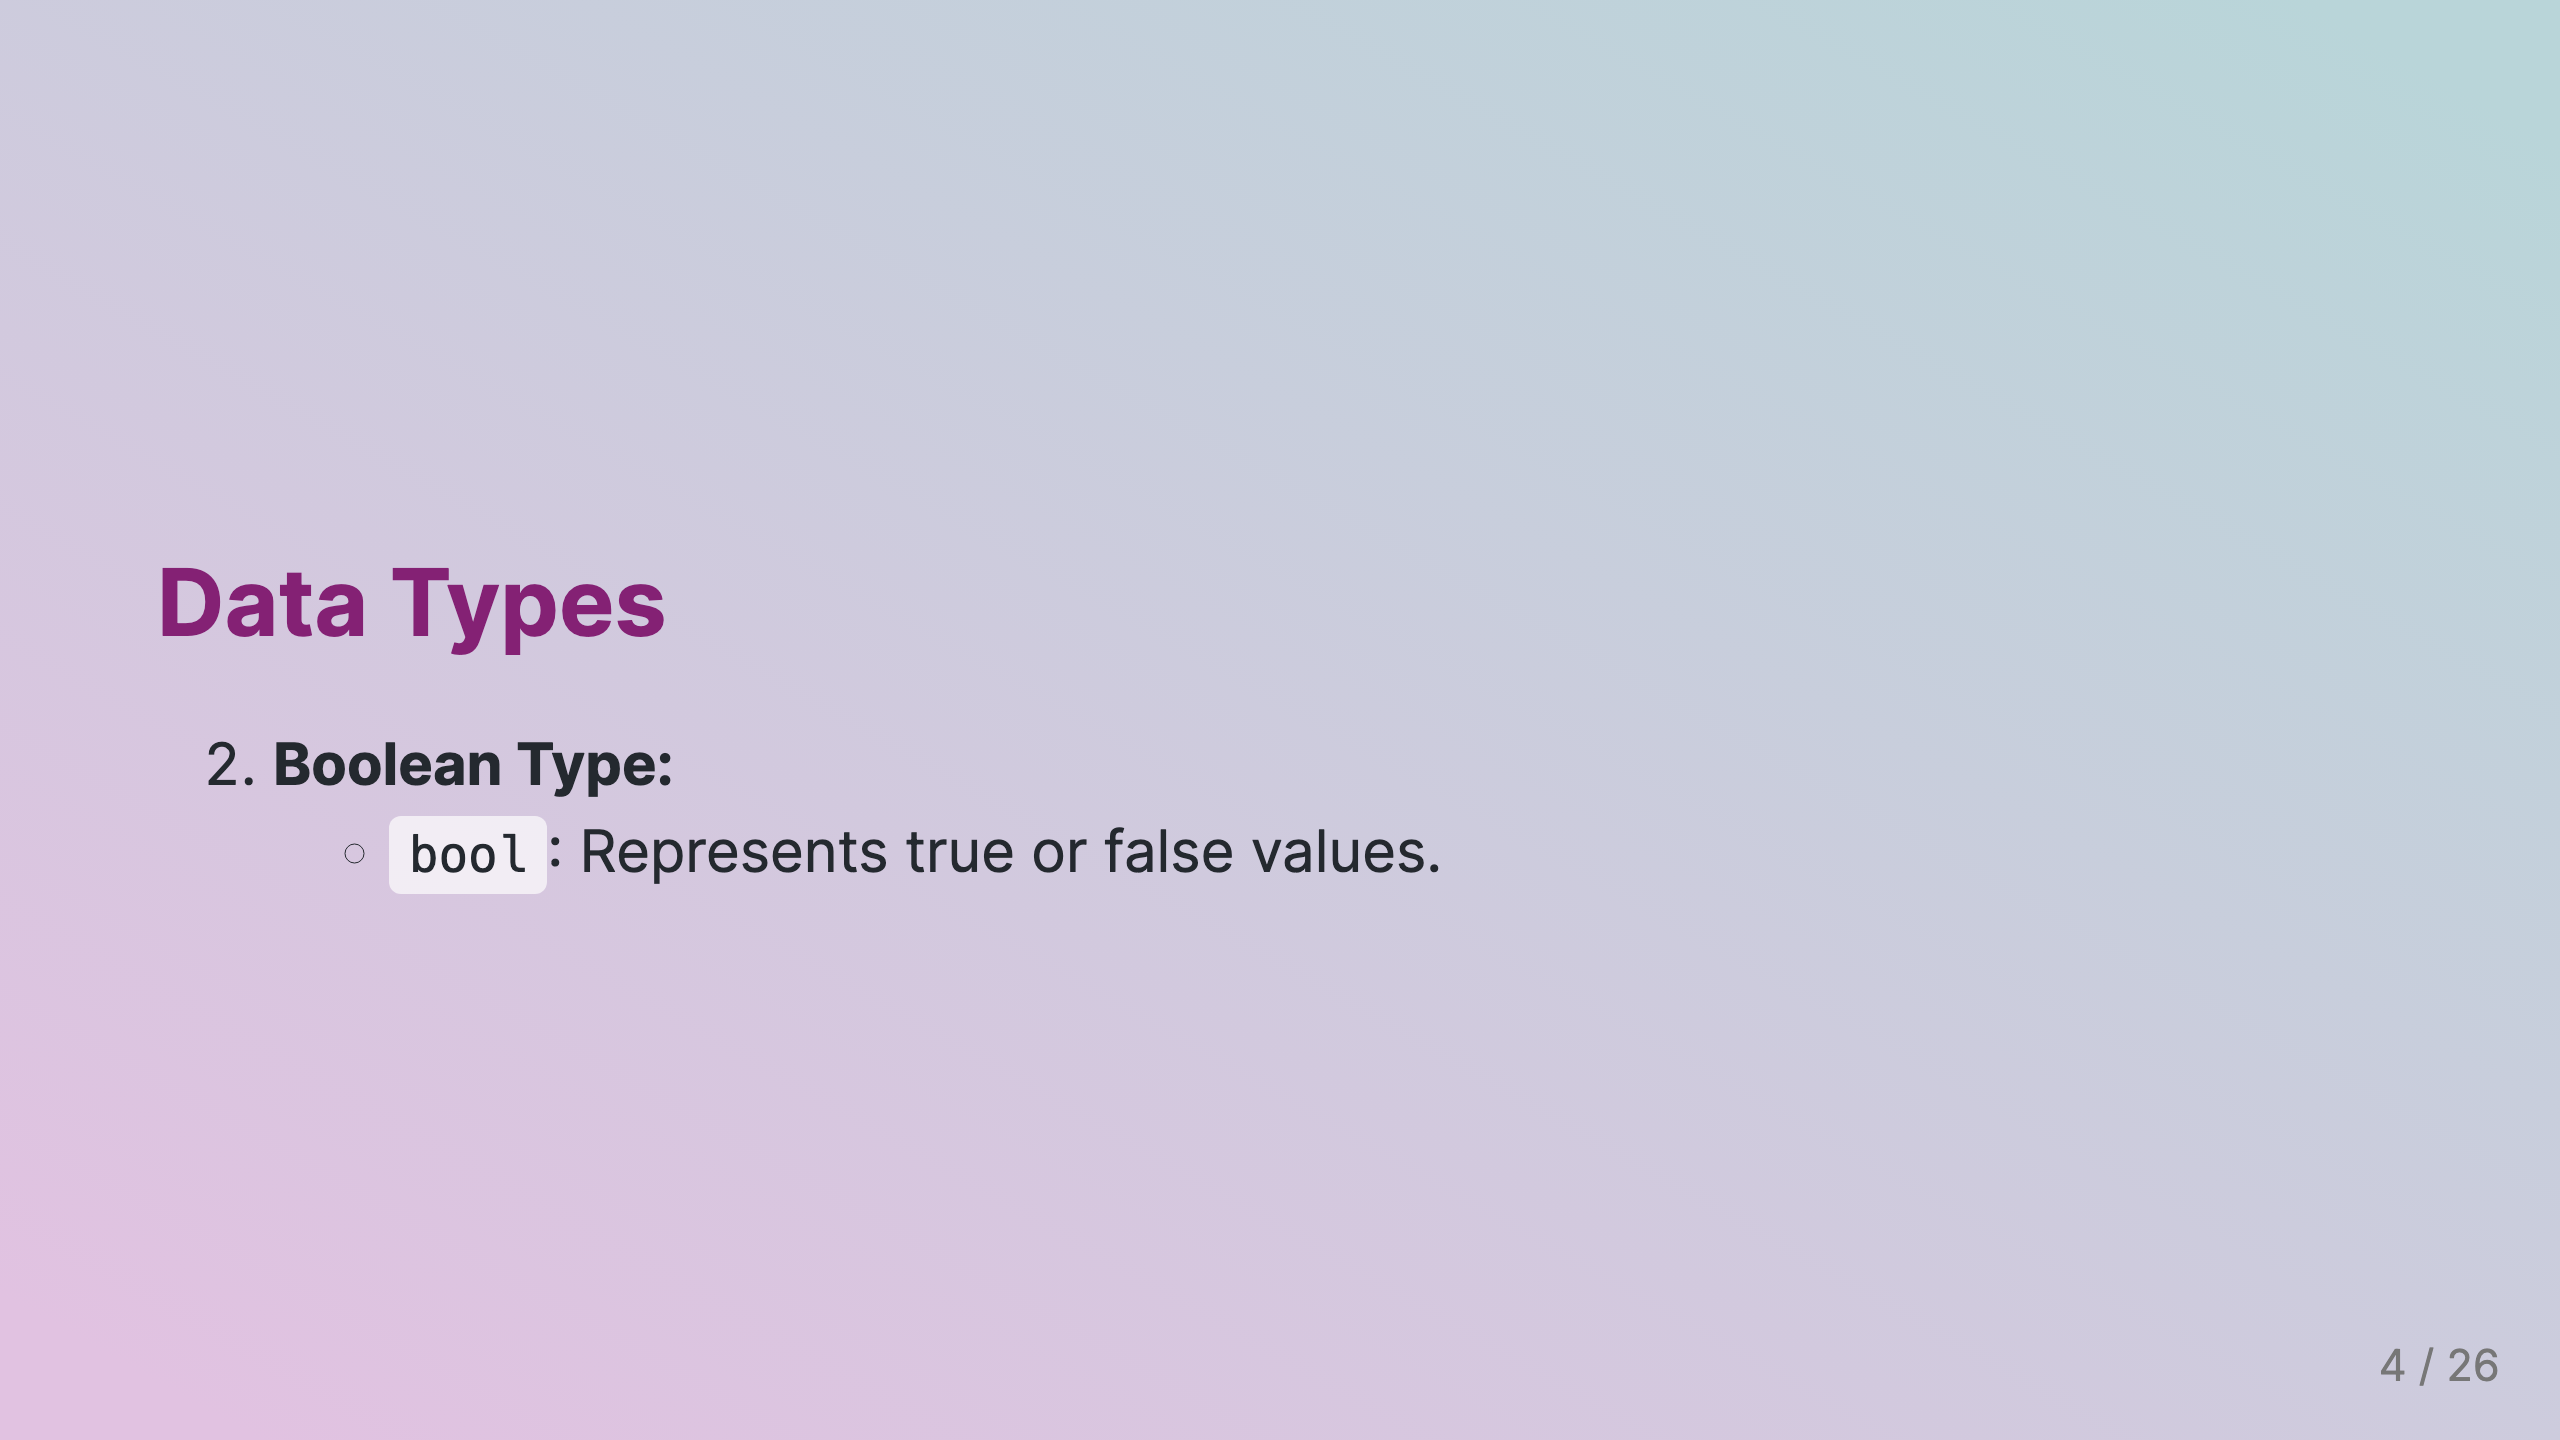 Data Types
2. Boolean Type:
○ bool: Represents true or false values.
4 / 26